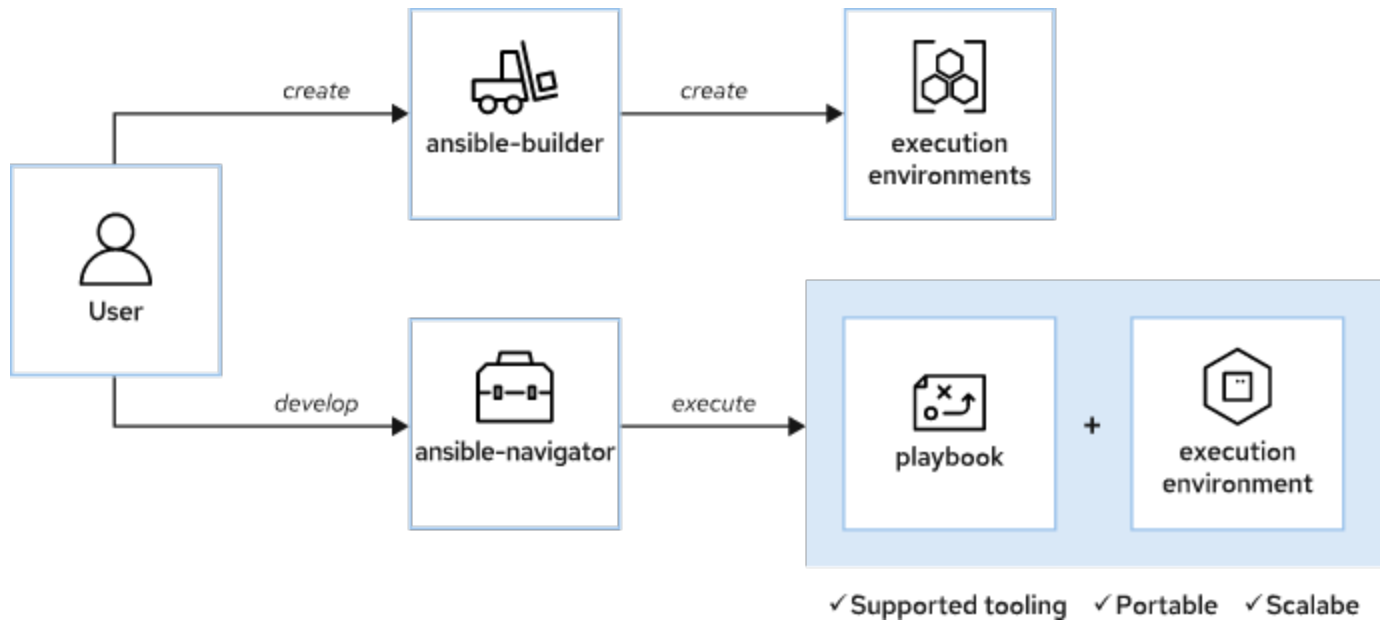 create
create
ansible-builder
execution
environments
User
develop
execute
ansible-navigator
playbook
+
execution
environment
✓Supported tooling ✓Portable ✓Scalabe